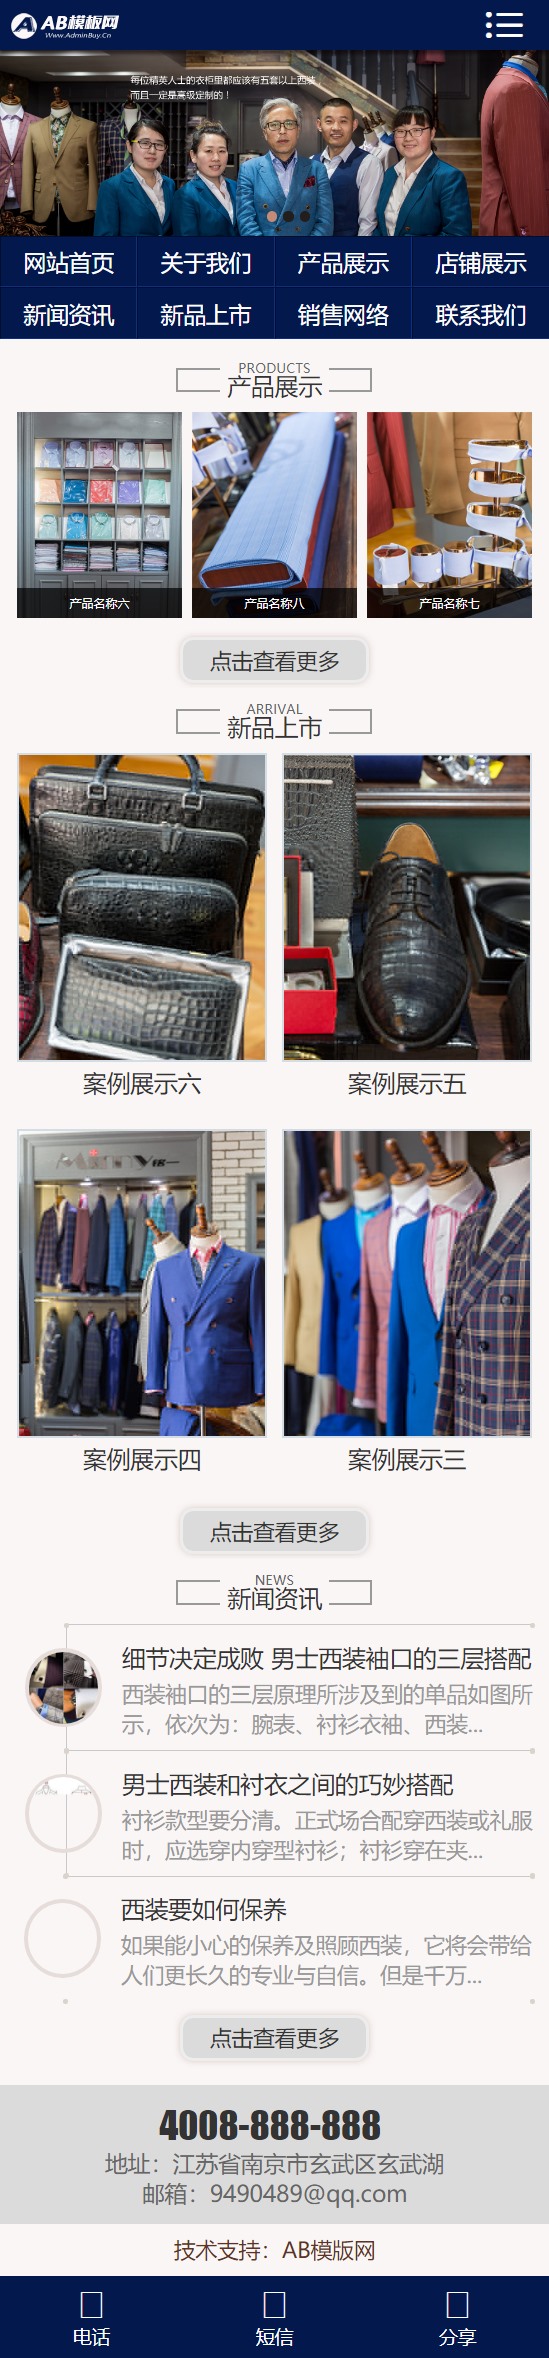 AB模板网
Www.AdminBuy.Cn
每位精英人士的衣柜里都应该有五套以上西装，
而且一定是高级定制的！
网站首页 关于我们 产品展示 店铺展示
新闻资讯 新品上市 销售网络 联系我们
PRODUCTS
产品展示
产品名称六 产品名称八 产品名称七
点击查看更多
ARRIVAL
新品上市
案例展示六 案例展示五
案例展示四 案例展示三
点击查看更多
NEWS
新闻资讯
细节决定成败 男士西装袖口的三层搭配
西装袖口的三层原理所涉及到的单品如图所
示，依次为：腕表、衬衫衣袖、西装...
男士西装和衬衣之间的巧妙搭配
衬衫款型要分清。正式场合配穿西装或礼服
时，应选穿内穿型衬衫；衬衫穿在夹...
西装要如何保养
如果能小心的保养及照顾西装，它将会带给
人们更长久的专业与自信。但是千万...
点击查看更多
4008-888-888
地址：江苏省南京市玄武区玄武湖
邮箱：9490489@qq.com
技术支持：AB模版网
电话 短信 分享